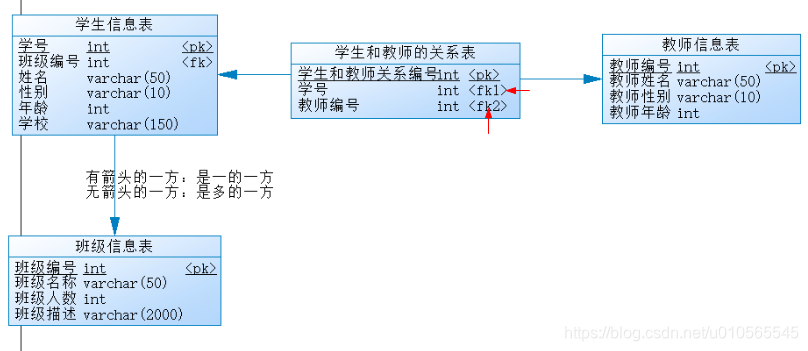 学生信息表
学号 int <pk>
班级编号 int <fk>
姓名 varchar(50)
性别 varchar(10)
年龄 int
学校 varchar(150)
学生和教师的关系表
学生和教师关系编号int <pk>
学号 int <fk1>
教师编号 int <fk2>
教师信息表
教师编号 int <pk>
教师姓名 varchar(50)
教师性别 varchar(10)
教师年龄 int
有箭头的一方：是一的一方
无箭头的一方：是多的一方
班级信息表
班级编号 int <pk>
班级名称 varchar(50)
班级人数 int
班级描述 varchar(2000)
https://blog.csdn.net/u010565545